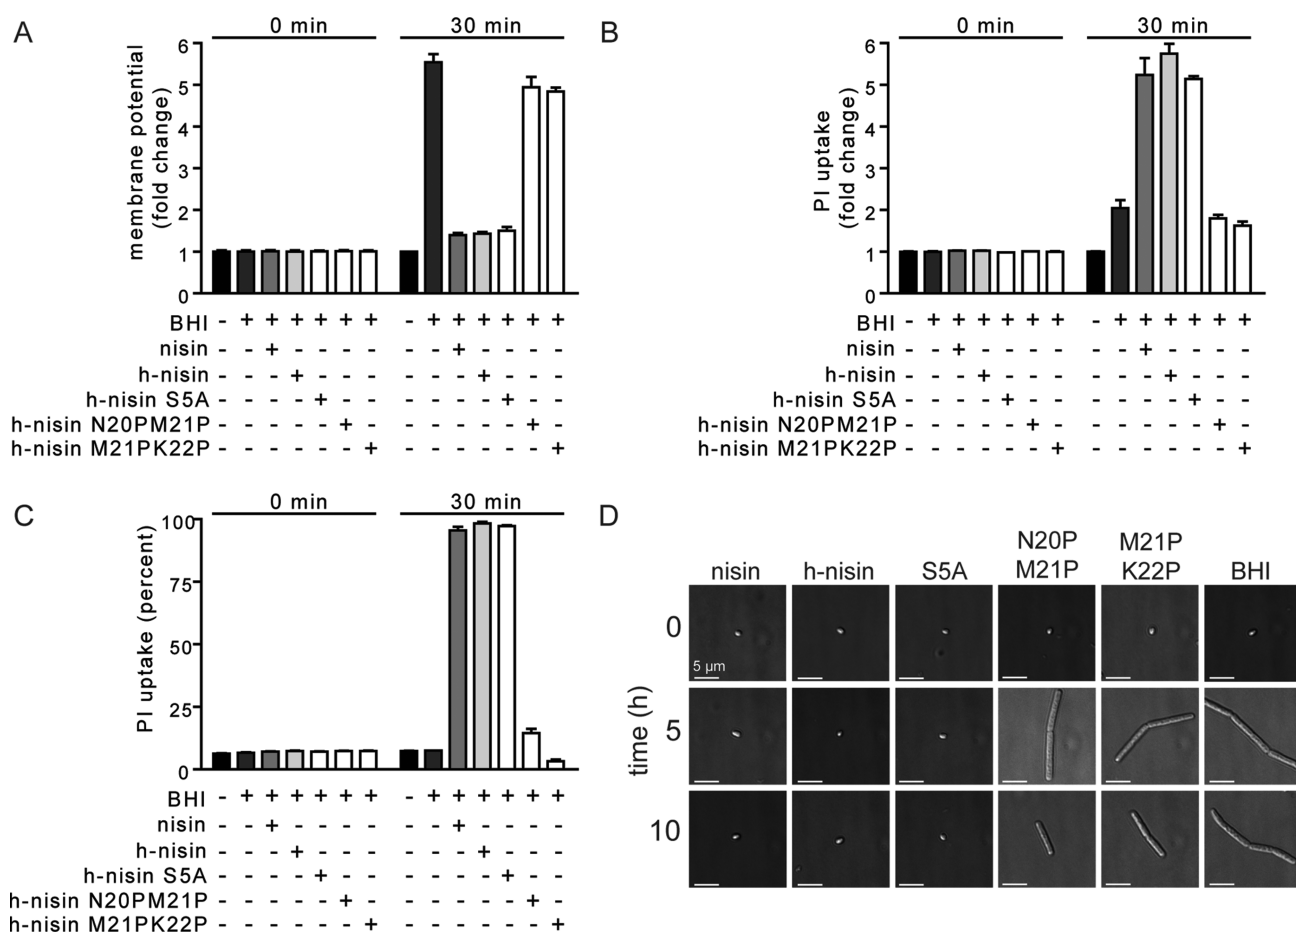 A
0 min
30 min
membrane potential
(fold change)
6
5
4
3
2
1
0
BHI - + + + + + + - + + + + + +
nisin - - + - - - - - - + - - - -
h-nisin - - - + - - - - - - + - - -
h-nisin S5A - - - - + - - - - - - + - -
h-nisin N20PM21P - - - - - + - - - - - - + -
h-nisin M21PK22P - - - - - - + - - - - - - +
B
0 min
30 min
PI uptake
(fold change)
6
5
4
3
2
1
0
BHI - + + + + + + - + + + + + +
nisin - - + - - - - - - + - - - -
h-nisin - - - + - - - - - - + - - -
h-nisin S5A - - - - + - - - - - - + - -
h-nisin N20PM21P - - - - - + - - - - - - + -
h-nisin M21PK22P - - - - - - + - - - - - - +
C
0 min
30 min
PI uptake (percent)
100
75
50
25
0
BHI - + + + + + + - + + + + + +
nisin - - + - - - - - - + - - - -
h-nisin - - - + - - - - - - + - - -
h-nisin S5A - - - - + - - - - - - + - -
h-nisin N20PM21P - - - - - + - - - - - - + -
h-nisin M21PK22P - - - - - - + - - - - - - +
D
nisin
h-nisin
S5A
N20P
M21P
M21P
K22P
BHI
time (h)
0
5 μm
5
10